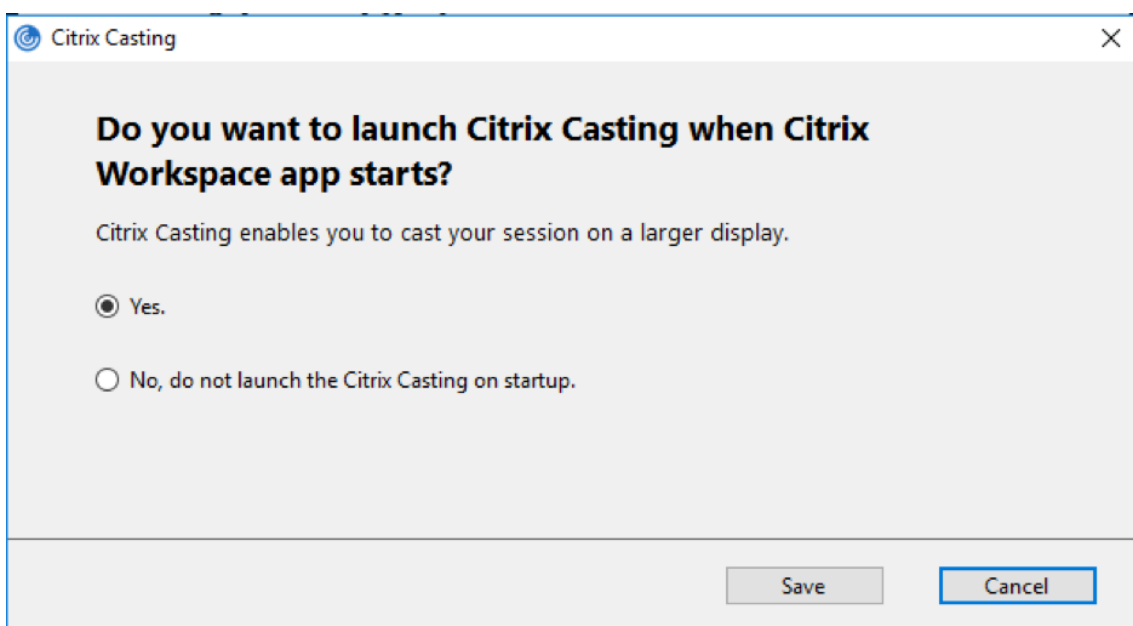 Citrix Casting
Do you want to launch Citrix Casting when Citrix
Workspace app starts?
Citrix Casting enables you to cast your session on a larger display.
Yes.
No, do not launch the Citrix Casting on startup.
Save
Cancel